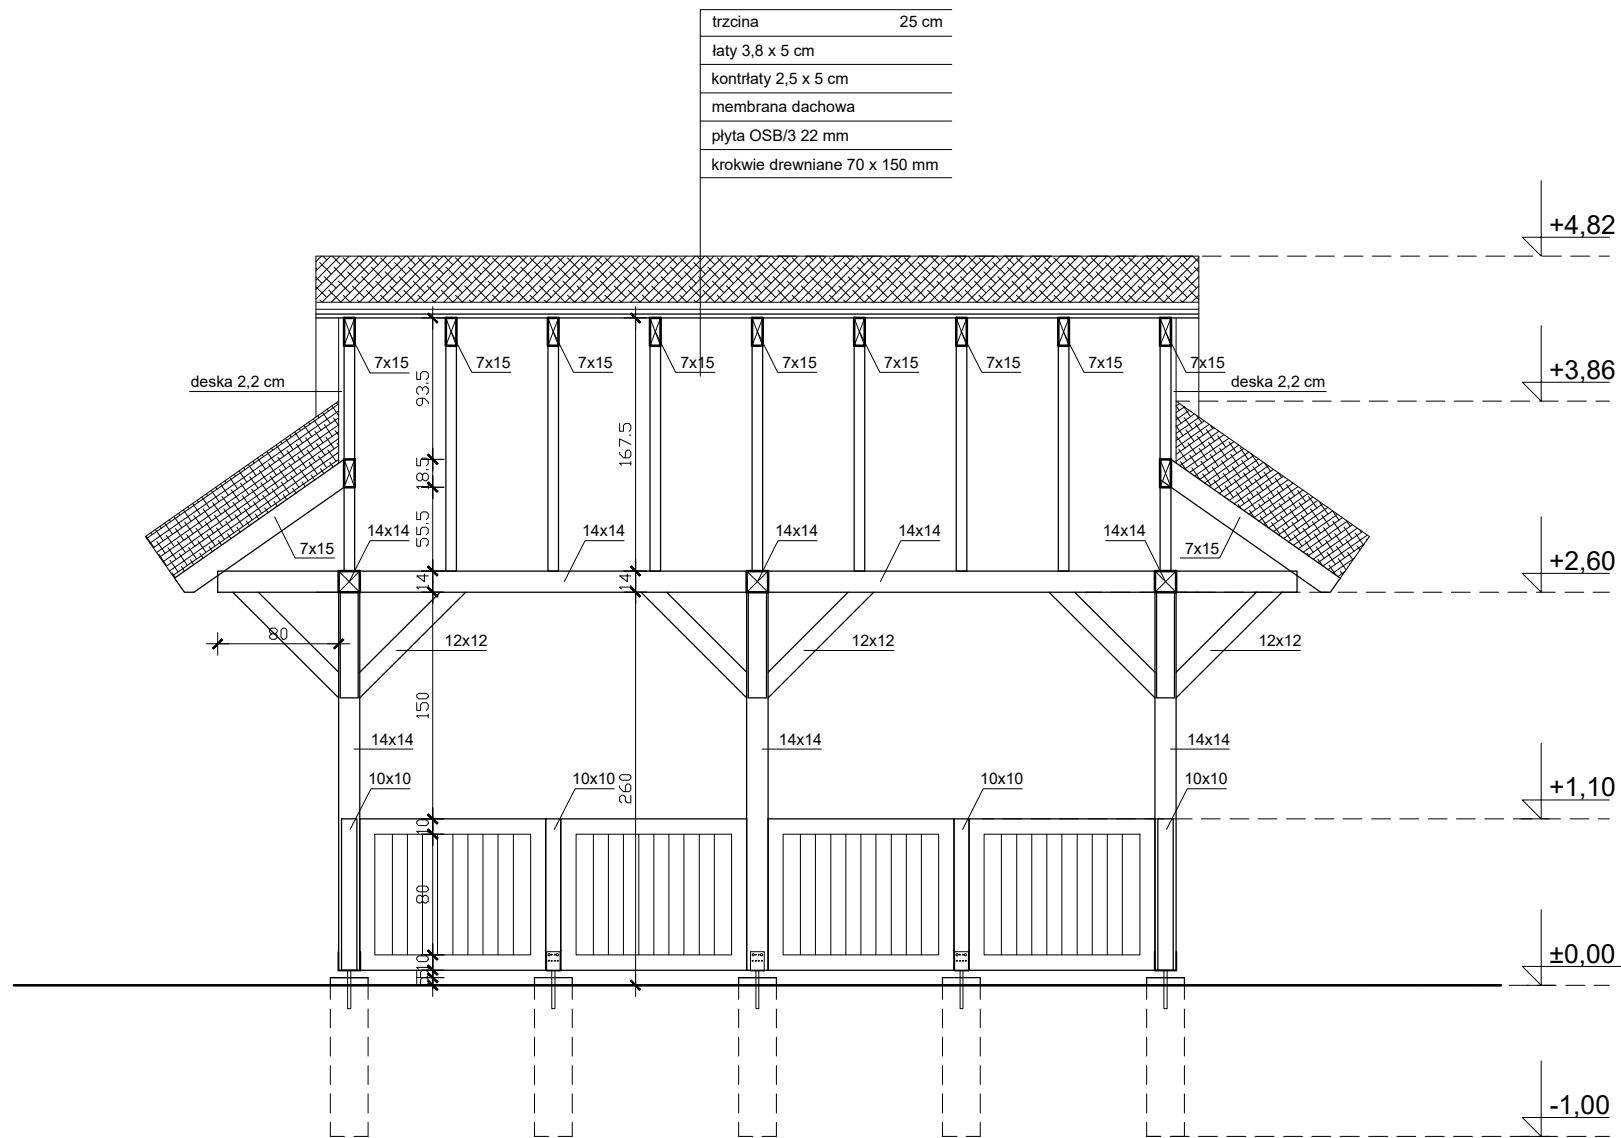 trzcina 25 cm
łaty 3,8 x 5 cm
kontrłaty 2,5 x 5 cm
membrana dachowa
płyta OSB/3 22 mm
krokwie drewniane 70 x 150 mm
+4,82
7x15 7x15 7x15 7x15 7x15 7x15 7x15 7x15 7x15
+3,86
deska 2,2 cm
deska 2,2 cm
93.5
167.5
18.5
55.5
14x14 14x14 14x14 14x14 14x14
7x15
7x15
14
14
+2,60
80
12x12 12x12 12x12
150
14x14 14x14 14x14
10x10 10x10 10x10 10x10
260
+1,10
10
80
10
±0,00
-1,00